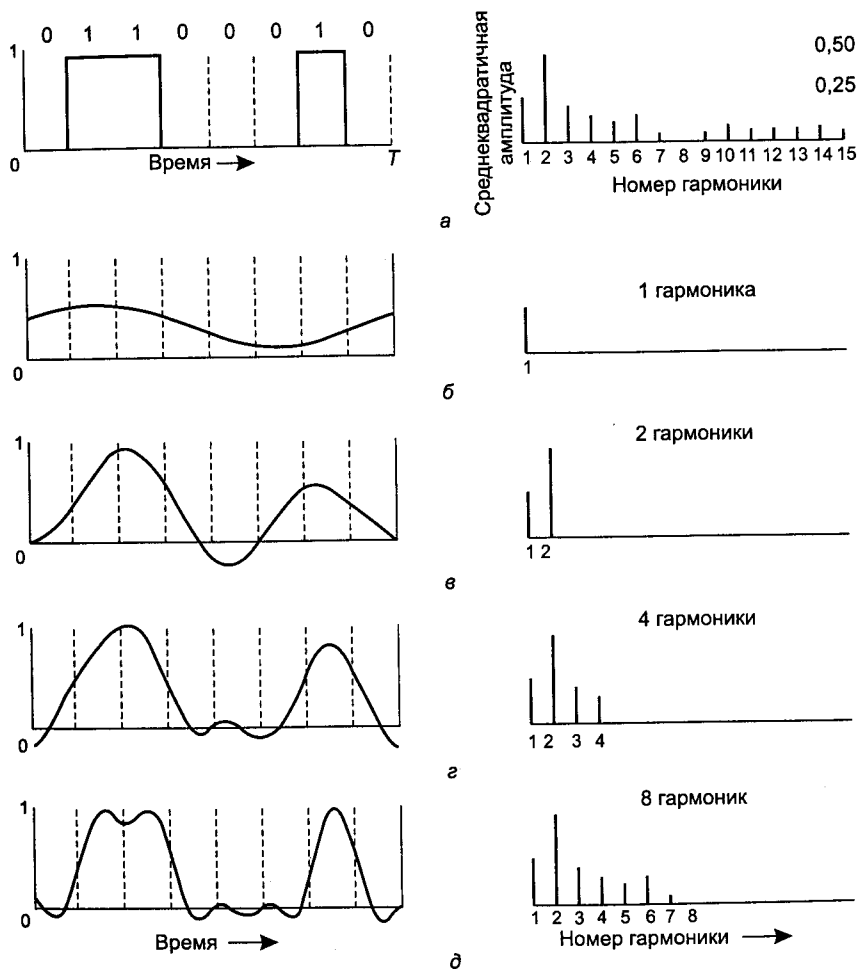 0 1 1 0 0 0 1 0
1
0
Время
T
Среднеквадратичная
амплитуда
0,50
0,25
1 2 3 4 5 6 7 8 9 10 11 12 13 14 15
Номер гармоники
а
1
0
1 гармоника
1
б
1
0
2 гармоники
1 2
в
1
0
4 гармоники
1 2 3 4
г
1
0
Время
8 гармоник
1 2 3 4 5 6 7 8
Номер гармоники
д